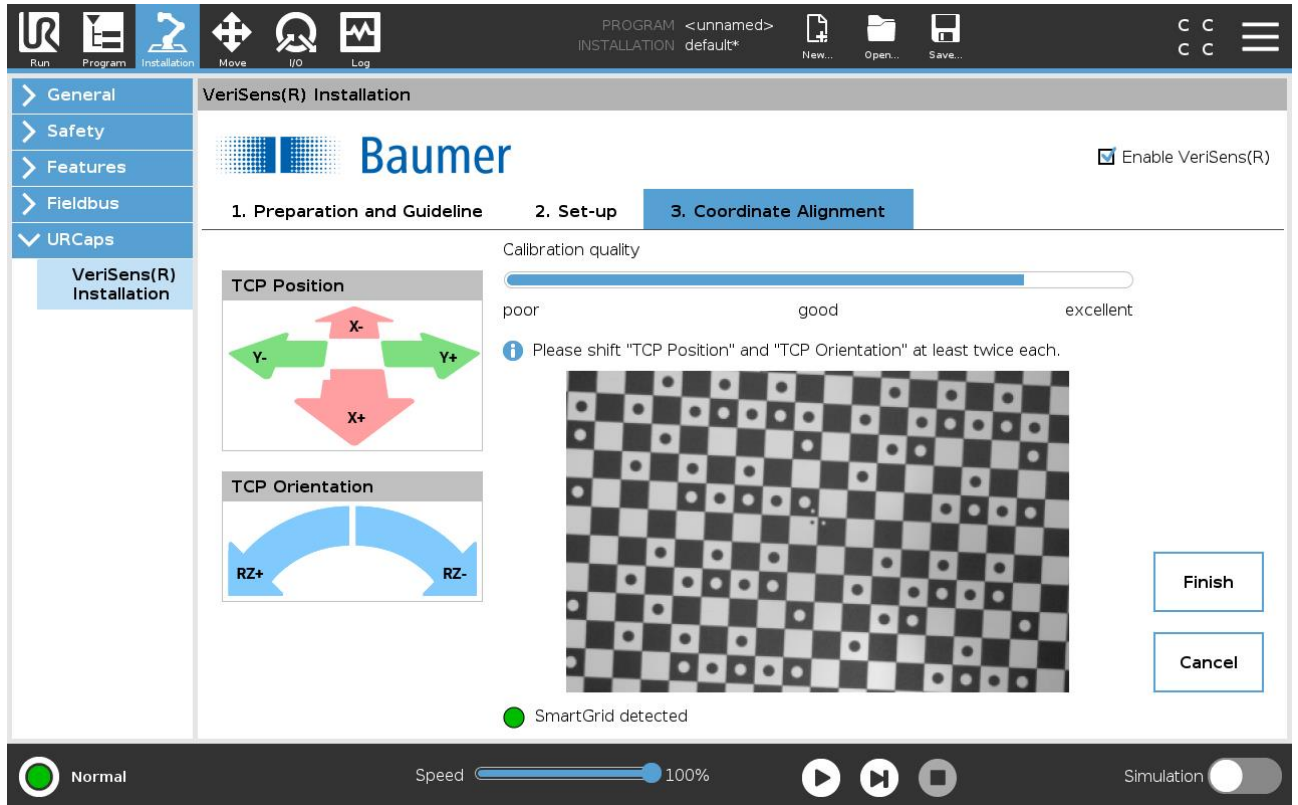 PROGRAM <unnamed>
INSTALLATION default*
Run Program Installation Move I/O Log New... Open... Save...
C C
C C
General
Safety
Features
Fieldbus
URCaps
VeriSens(R)
Installation
VeriSens(R) Installation
Baumer
Enable VeriSens(R)
1. Preparation and Guideline 2. Set-up 3. Coordinate Alignment
Calibration quality
poor good excellent
Please shift "TCP Position" and "TCP Orientation" at least twice each.
TCP Position
X-
Y- Y+
X+
TCP Orientation
RZ+ RZ-
SmartGrid detected
Finish
Cancel
Normal Speed 100% Simulation